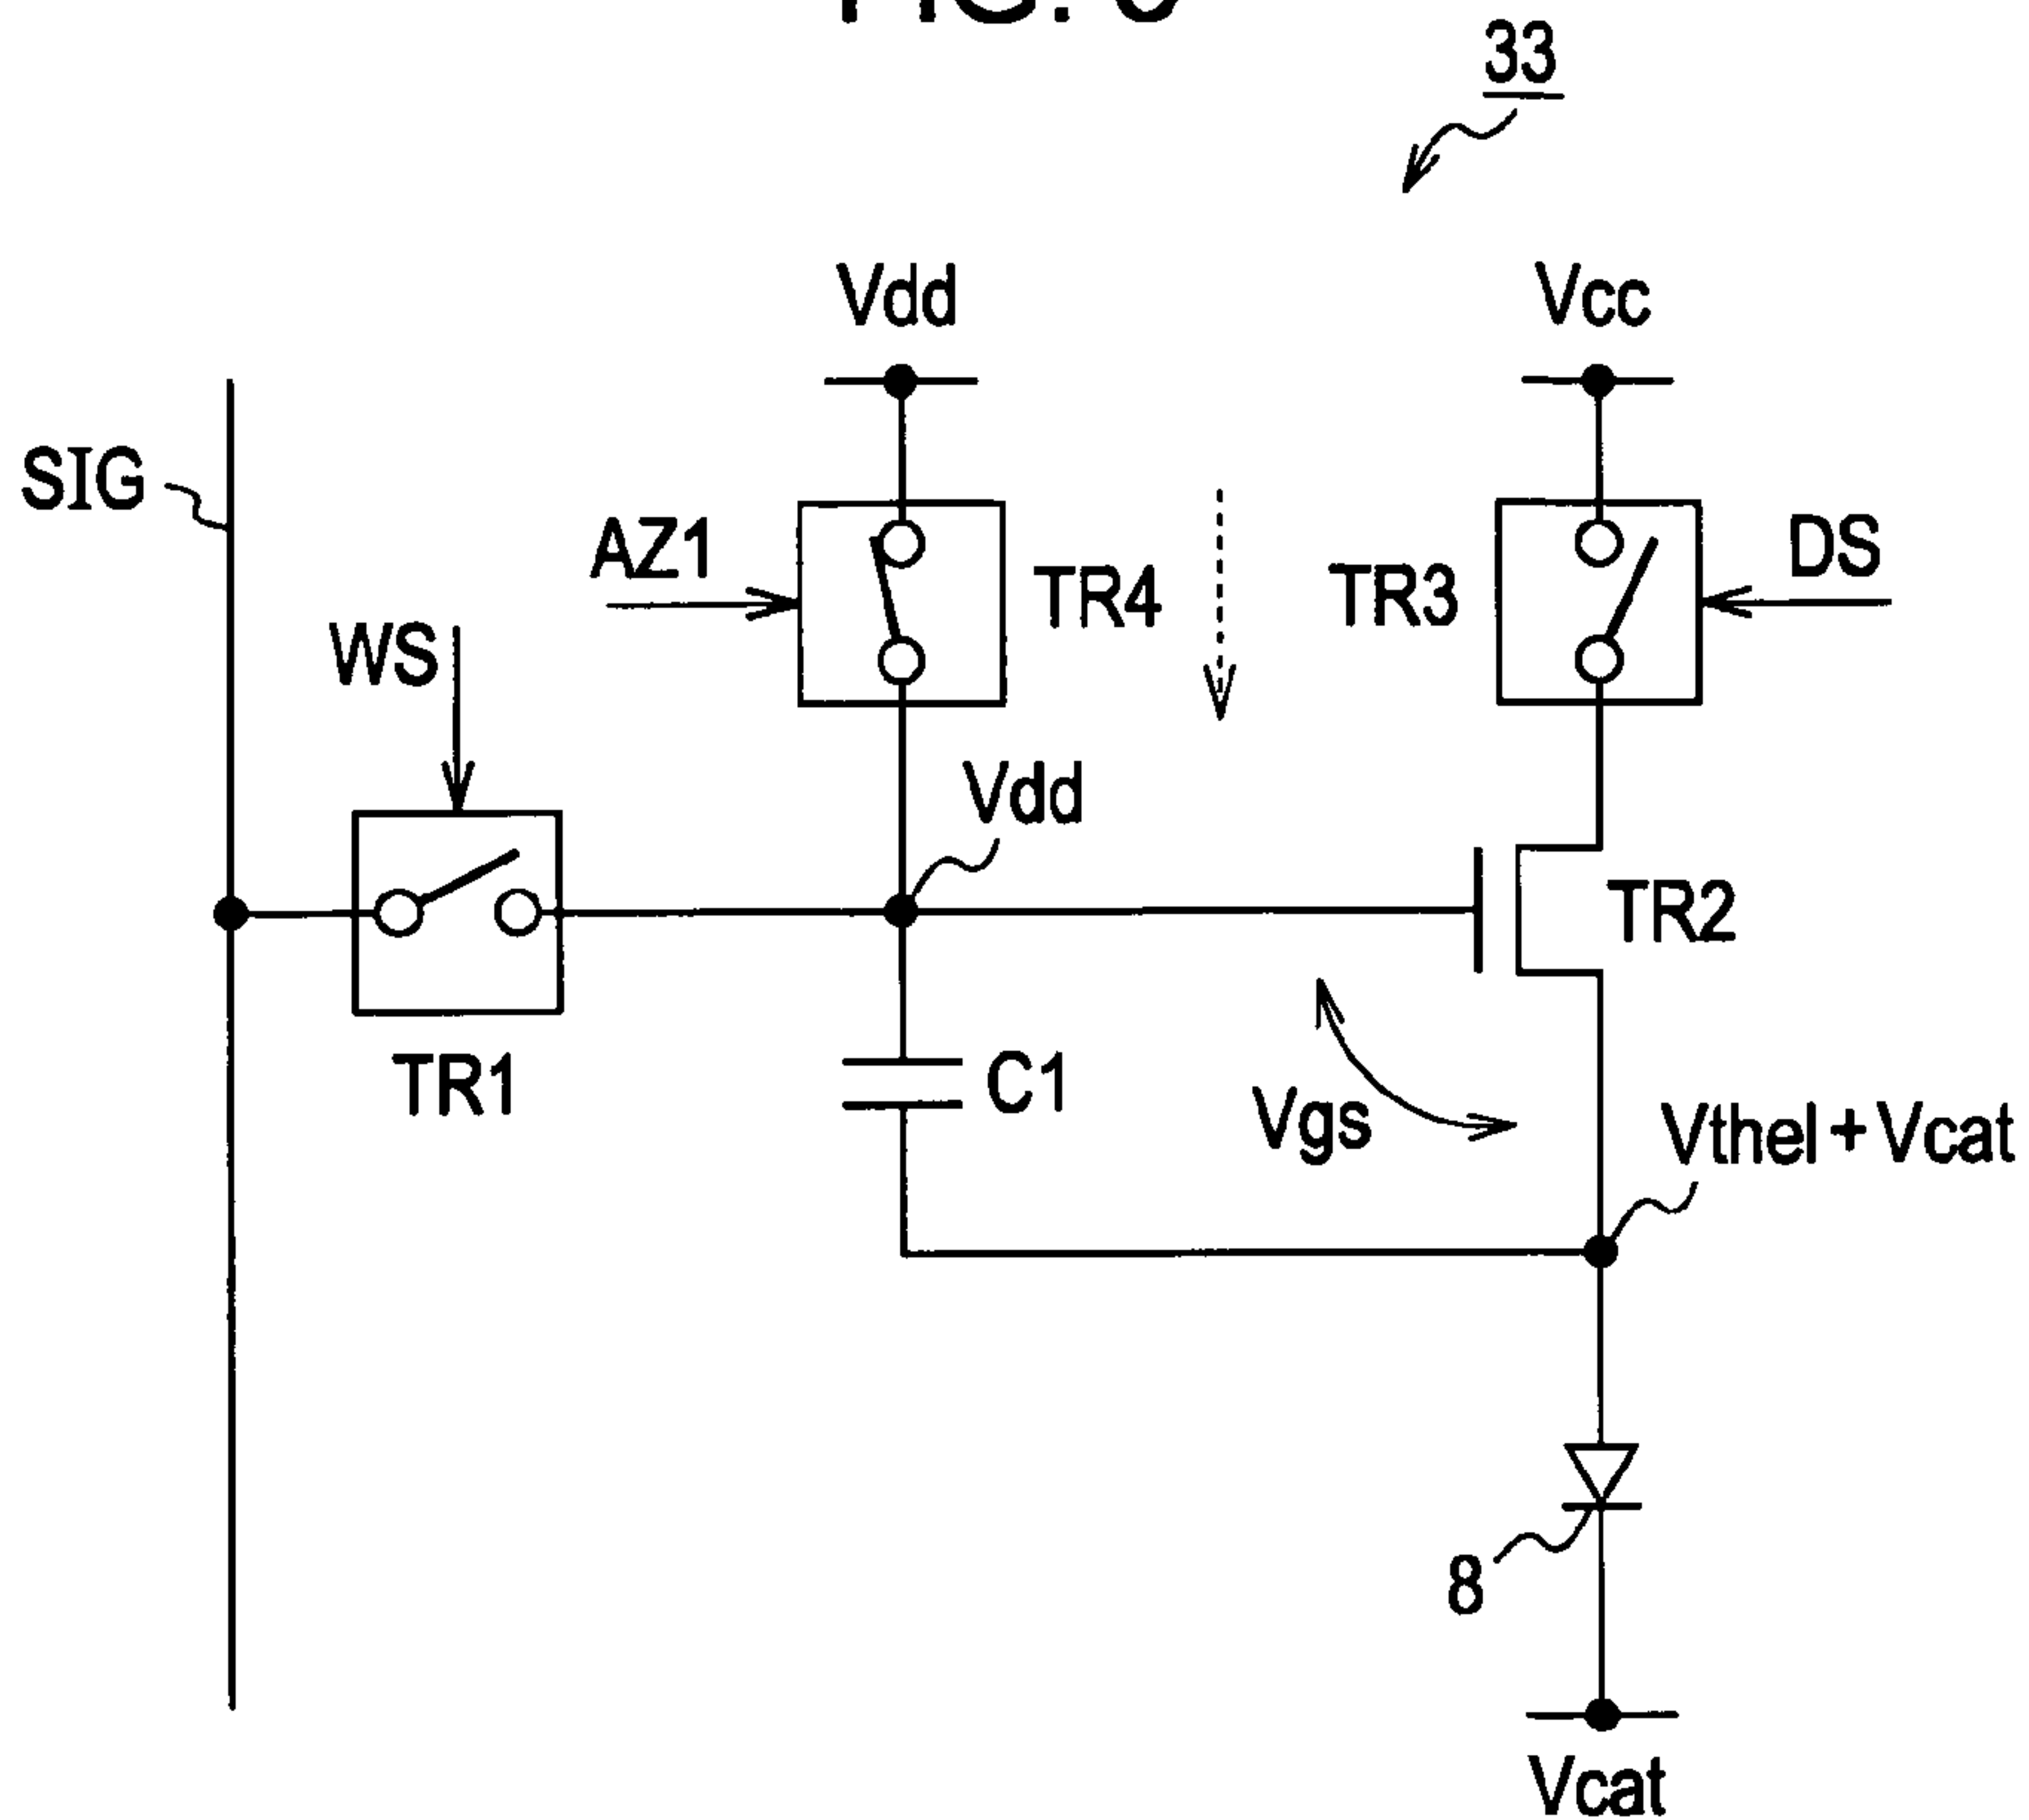 33
Vdd
Vcc
SIG
AZ1
TR4
TR3
DS
WS
Vdd
TR2
TR1
C1
Vgs
Vthel + Vcat
8
Vcat